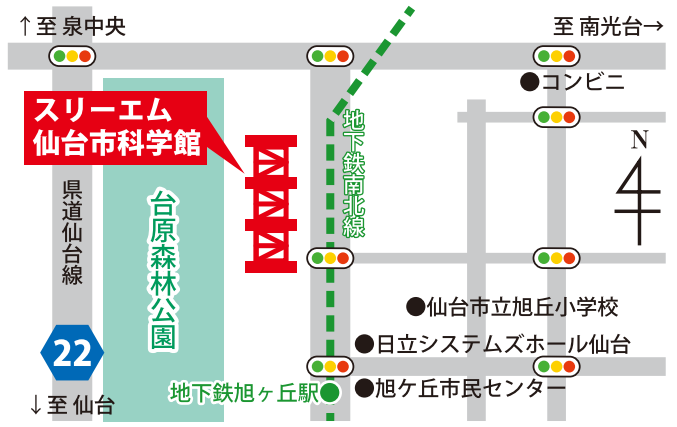 ↑至 泉中央
至 南光台→
●コンビニ
スリーエム
仙台市科学館
N
地下鉄南北線
県道仙台線
台原森林公園
●仙台市立旭丘小学校
22
●日立システムズホール仙台
地下鉄旭ヶ丘駅●
●旭ケ丘市民センター
↓至 仙台